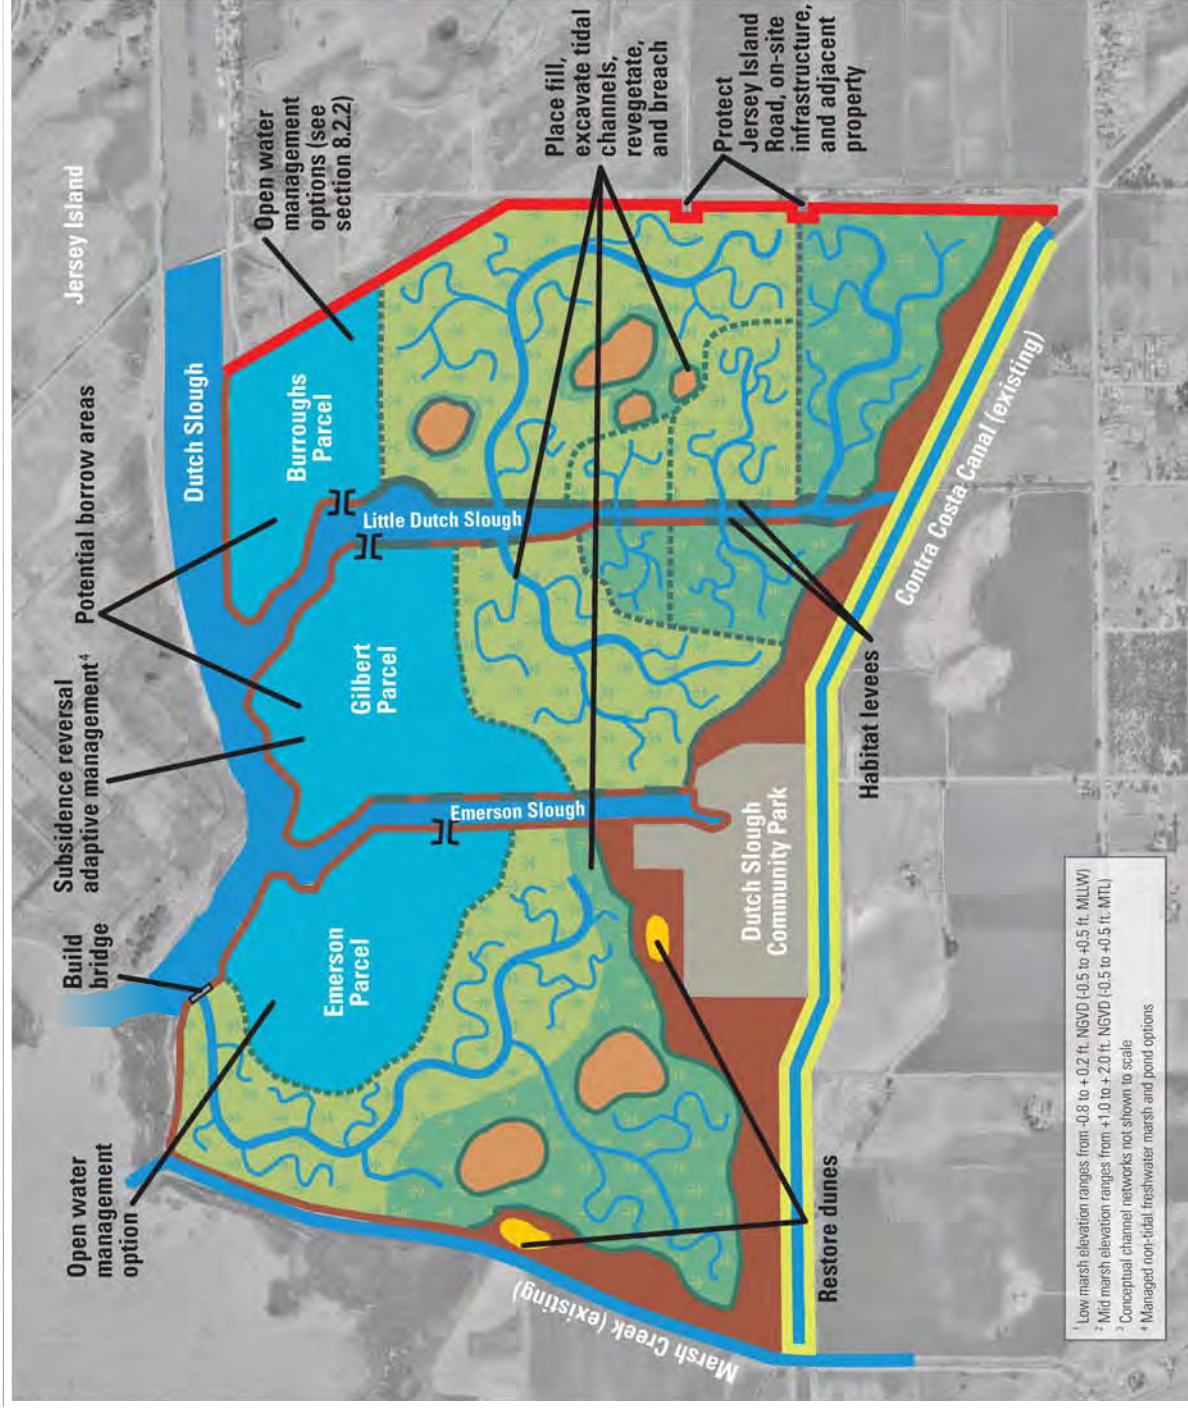 Jersey Island
Dutch Slough
Potential borrow areas
Subsidence reversal
adaptive management⁴
Build
bridge
Open water
management
option
Open water
management
options (see
section 8.2.2)
Place fill,
excavate tidal
channels,
revegetate,
and breach
Protect
Jersey Island
Road, on-site
infrastructure,
and adjacent
property
Emerson
Parcel
Gilbert
Parcel
Burroughs
Parcel
Little Dutch Slough
Emerson Slough
Marsh Creek (existing)
Dutch Slough
Community Park
Contra Costa Canal (existing)
Restore dunes
Habitat levees
¹ Low marsh elevation ranges from -0.8 to + 0.2 ft. NGVD (-0.5 to +0.5 ft. MLLW)
² Mid marsh elevation ranges from +1.0 to + 2.0 ft. NGVD (-0.5 to +0.5 ft. MTL)
³ Conceptual channel networks not shown to scale
⁴ Managed non-tidal freshwater marsh and pond options